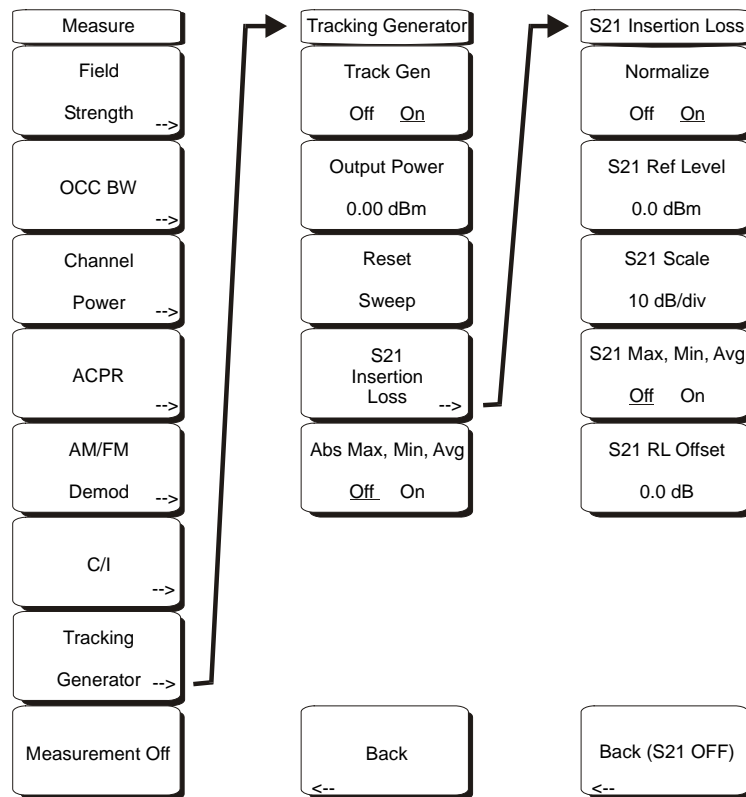 Measure
Field
Strength -->
OCC BW
-->
Channel
Power -->
ACPR
-->
AM/FM
Demod -->
C/I
-->
Tracking
Generator -->
Measurement Off
Tracking Generator
Track Gen
Off On
Output Power
0.00 dBm
Reset
Sweep
S21
Insertion
Loss -->
Abs Max, Min, Avg
Off On
Back
<--
S21 Insertion Loss
Normalize
Off On
S21 Ref Level
0.0 dBm
S21 Scale
10 dB/div
S21 Max, Min, Avg
Off On
S21 RL Offset
0.0 dB
Back (S21 OFF)
<--